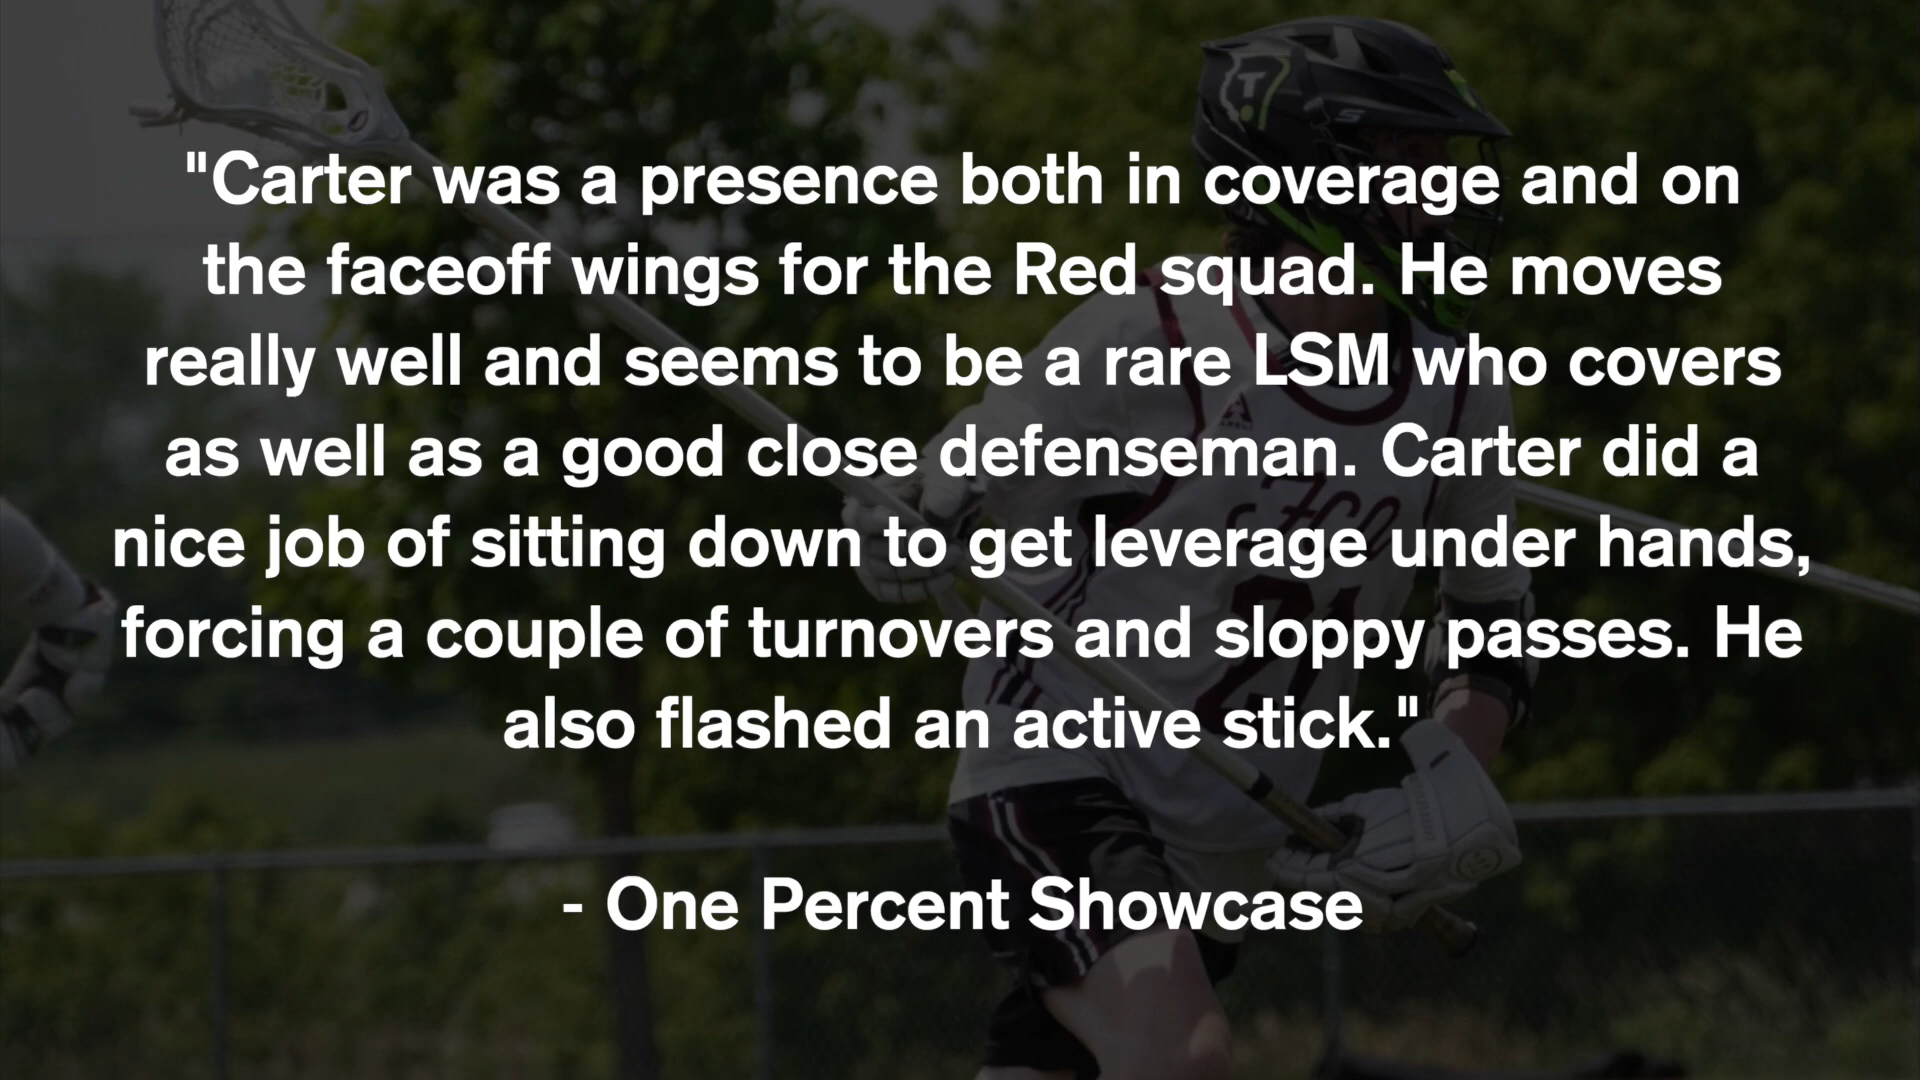 "Carter was a presence both in coverage and on
the faceoff wings for the Red squad. He moves
really well and seems to be a rare LSM who covers
as well as a good close defenseman. Carter did a
nice job of sitting down to get leverage under hands,
forcing a couple of turnovers and sloppy passes. He
also flashed an active stick."
- One Percent Showcase
T
S
21